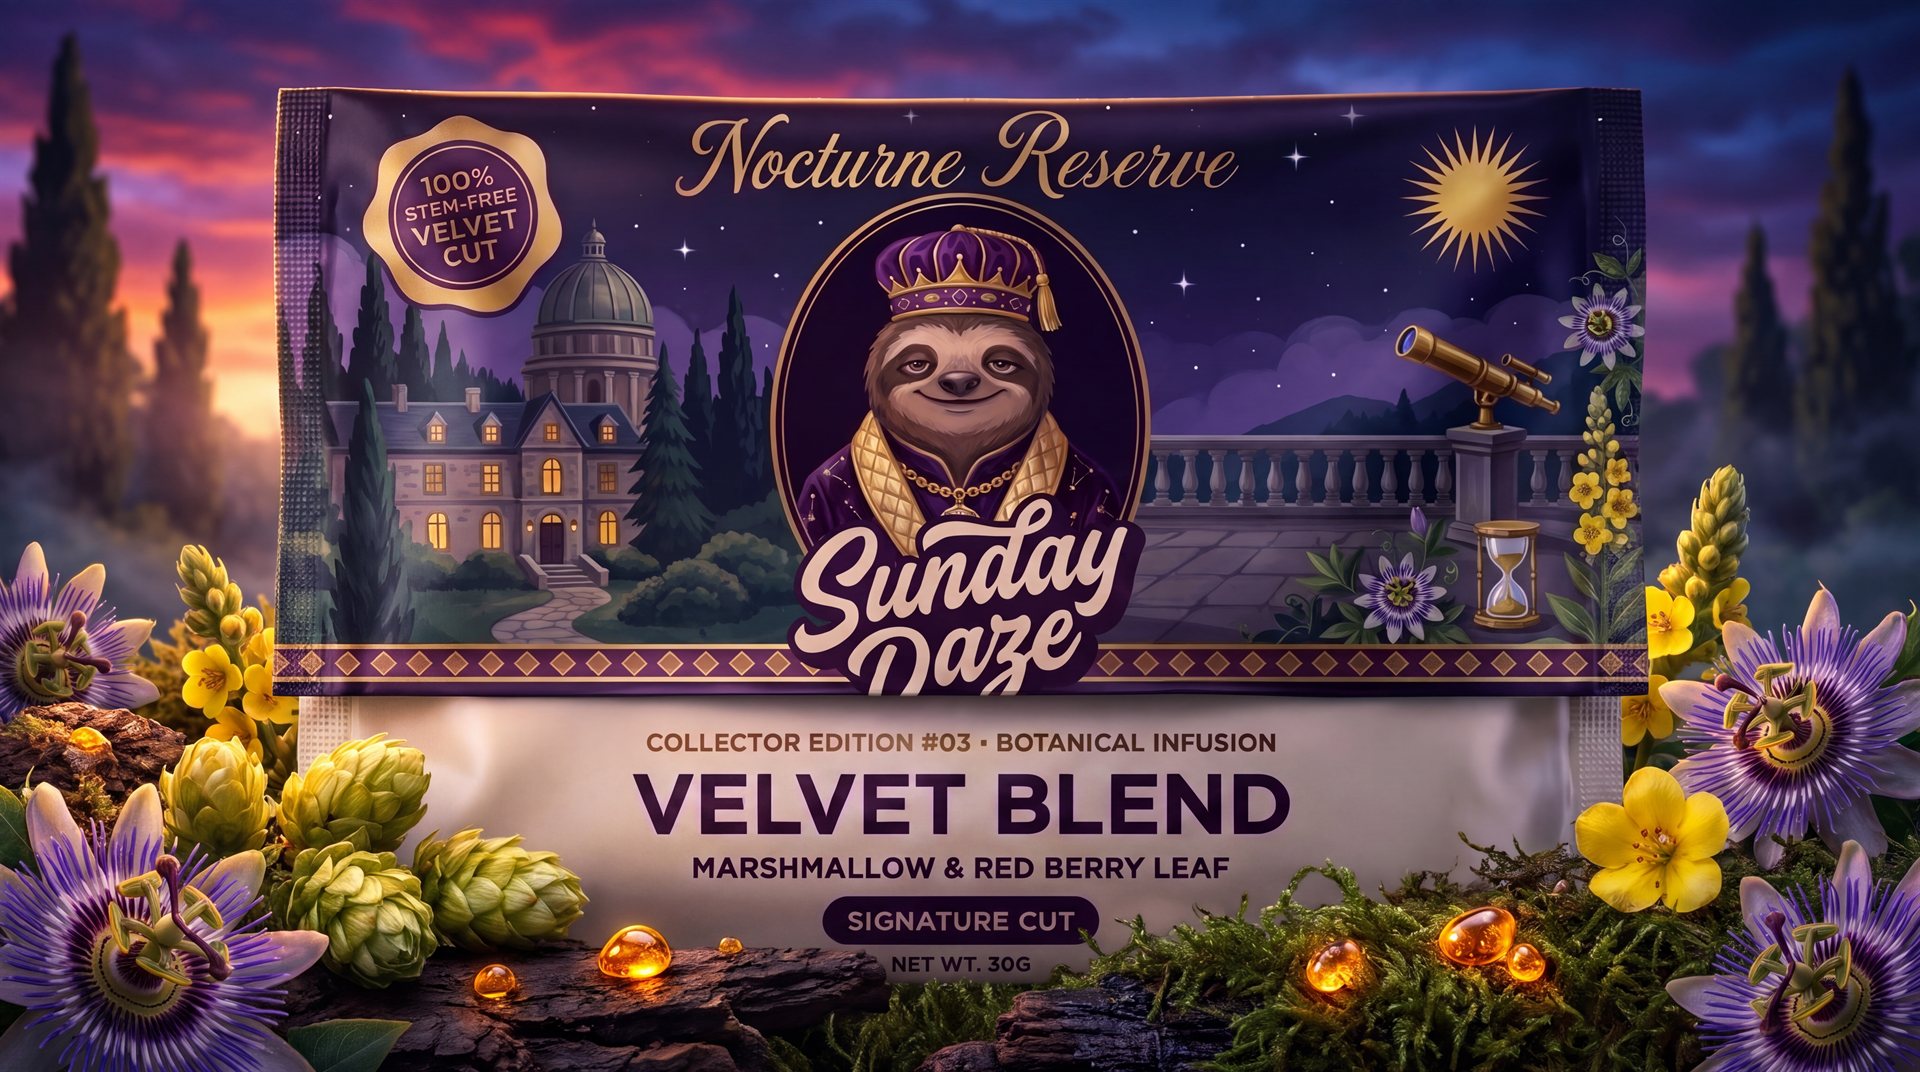 Nocturne Reserve
100%
STEM-FREE
VELVET
CUT
Sunday
Daze
COLLECTOR EDITION #03 · BOTANICAL INFUSION
VELVET BLEND
MARSHMALLOW & RED BERRY LEAF
SIGNATURE CUT
NET WT. 30G